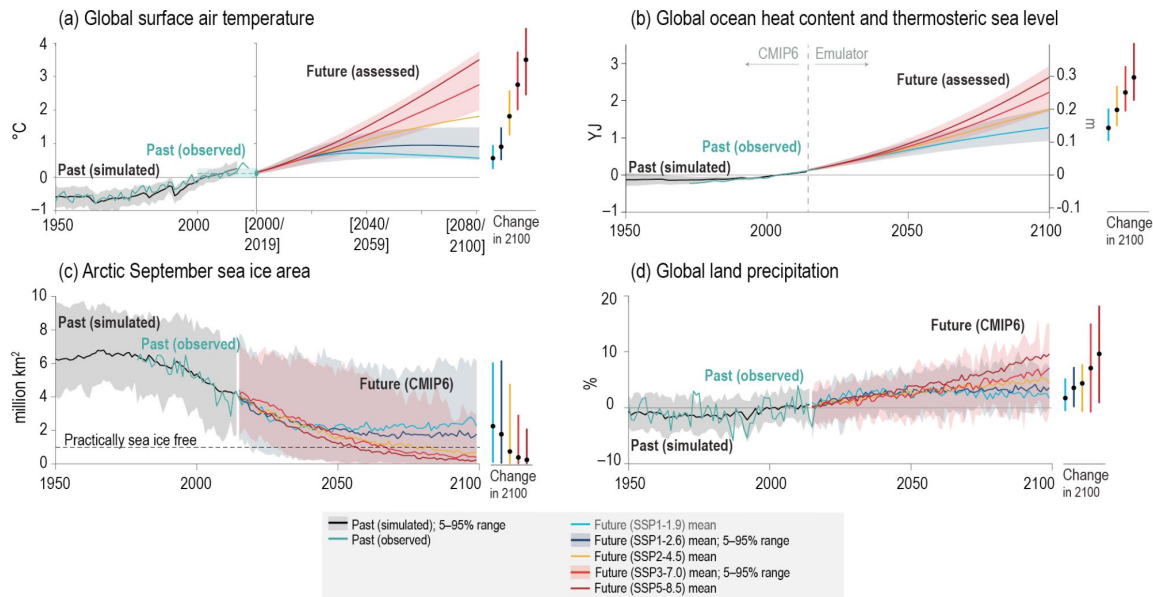 (a) Global surface air temperature
4
3
2
1
0
−1
°C
Future (assessed)
Past (observed)
Past (simulated)
1950
2000
[2000/
2019]
[2040/
2059]
[2080/
2100]
Change
in 2100
(b) Global ocean heat content and thermosteric sea level
3
2
1
0
−1
YJ
CMIP6
Emulator
Future (assessed)
Past (observed)
Past (simulated)
0.3
0.2
0.1
0
-0.1
m
1950
2000
2050
2100
Change
in 2100
(c) Arctic September sea ice area
10
8
6
4
2
0
million km²
Past (simulated)
Past (observed)
Future (CMIP6)
Practically sea ice free
1950
2000
2050
2100
Change
in 2100
(d) Global land precipitation
20
10
0
−10
%
Future (CMIP6)
Past (observed)
Past (simulated)
1950
2000
2050
2100
Change
in 2100
Past (simulated); 5–95% range
Past (observed)
Future (SSP1-1.9) mean
Future (SSP1-2.6) mean; 5–95% range
Future (SSP2-4.5) mean
Future (SSP3-7.0) mean; 5–95% range
Future (SSP5-8.5) mean